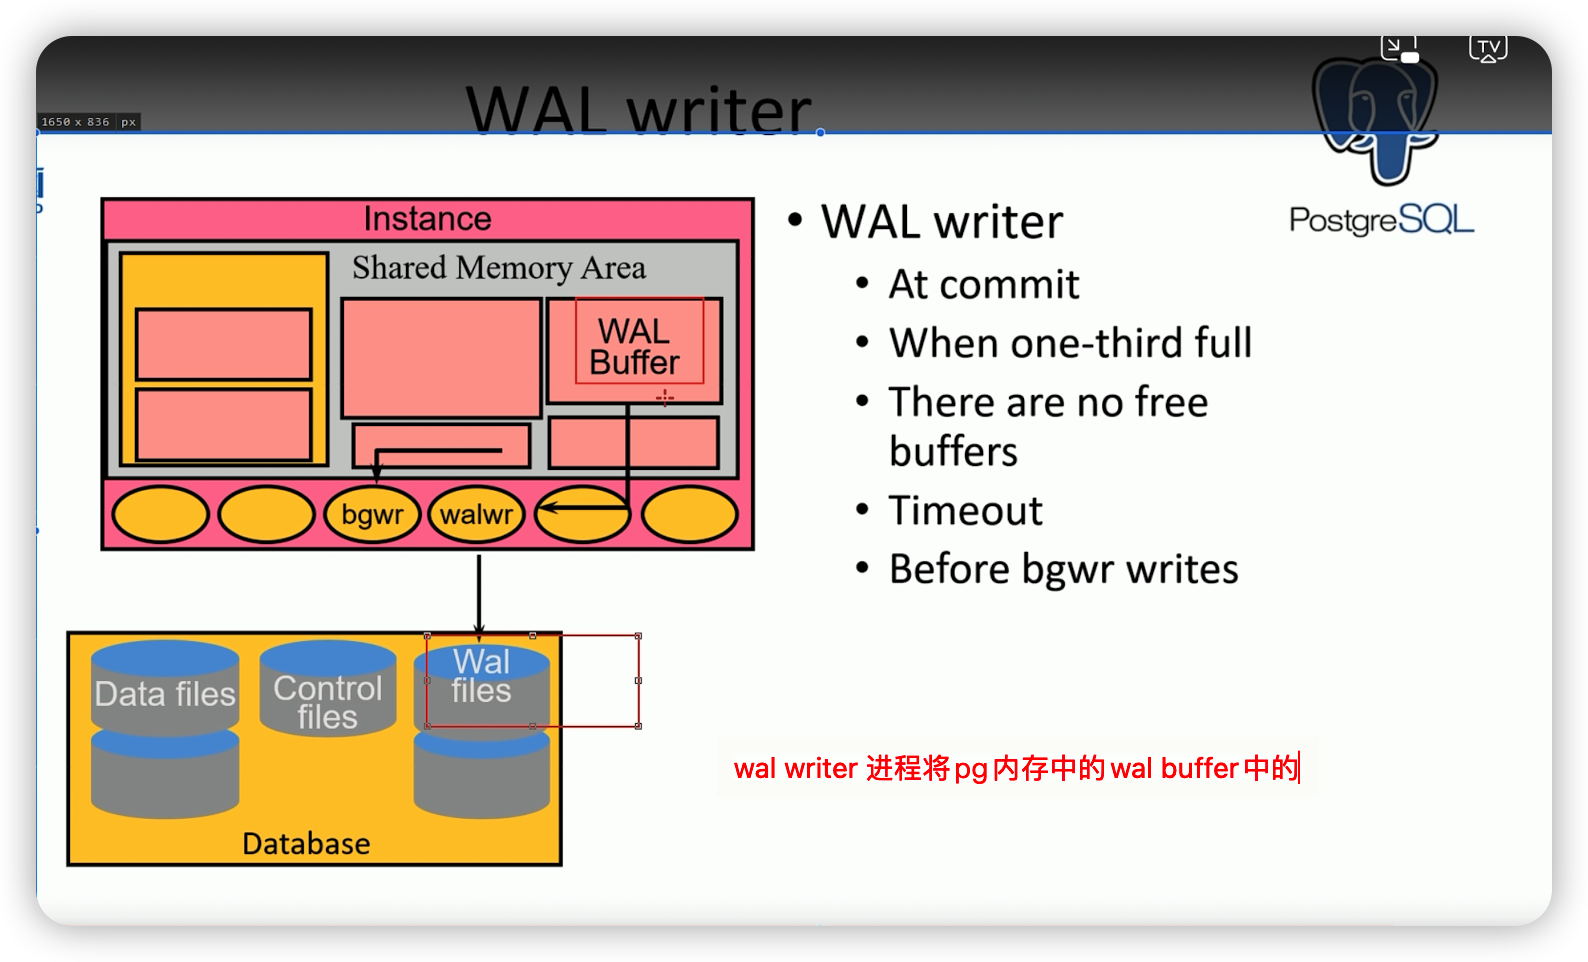 TV
WAL writer
1650 x 836 px
Instance
Shared Memory Area
WAL
Buffer
bgwr
walwr
Data files
Control
files
Wal
files
Database
• WAL writer
• At commit
• When one-third full
• There are no free
buffers
• Timeout
• Before bgwr writes
PostgreSQL
wal writer 进程将pg内存中的wal buffer中的